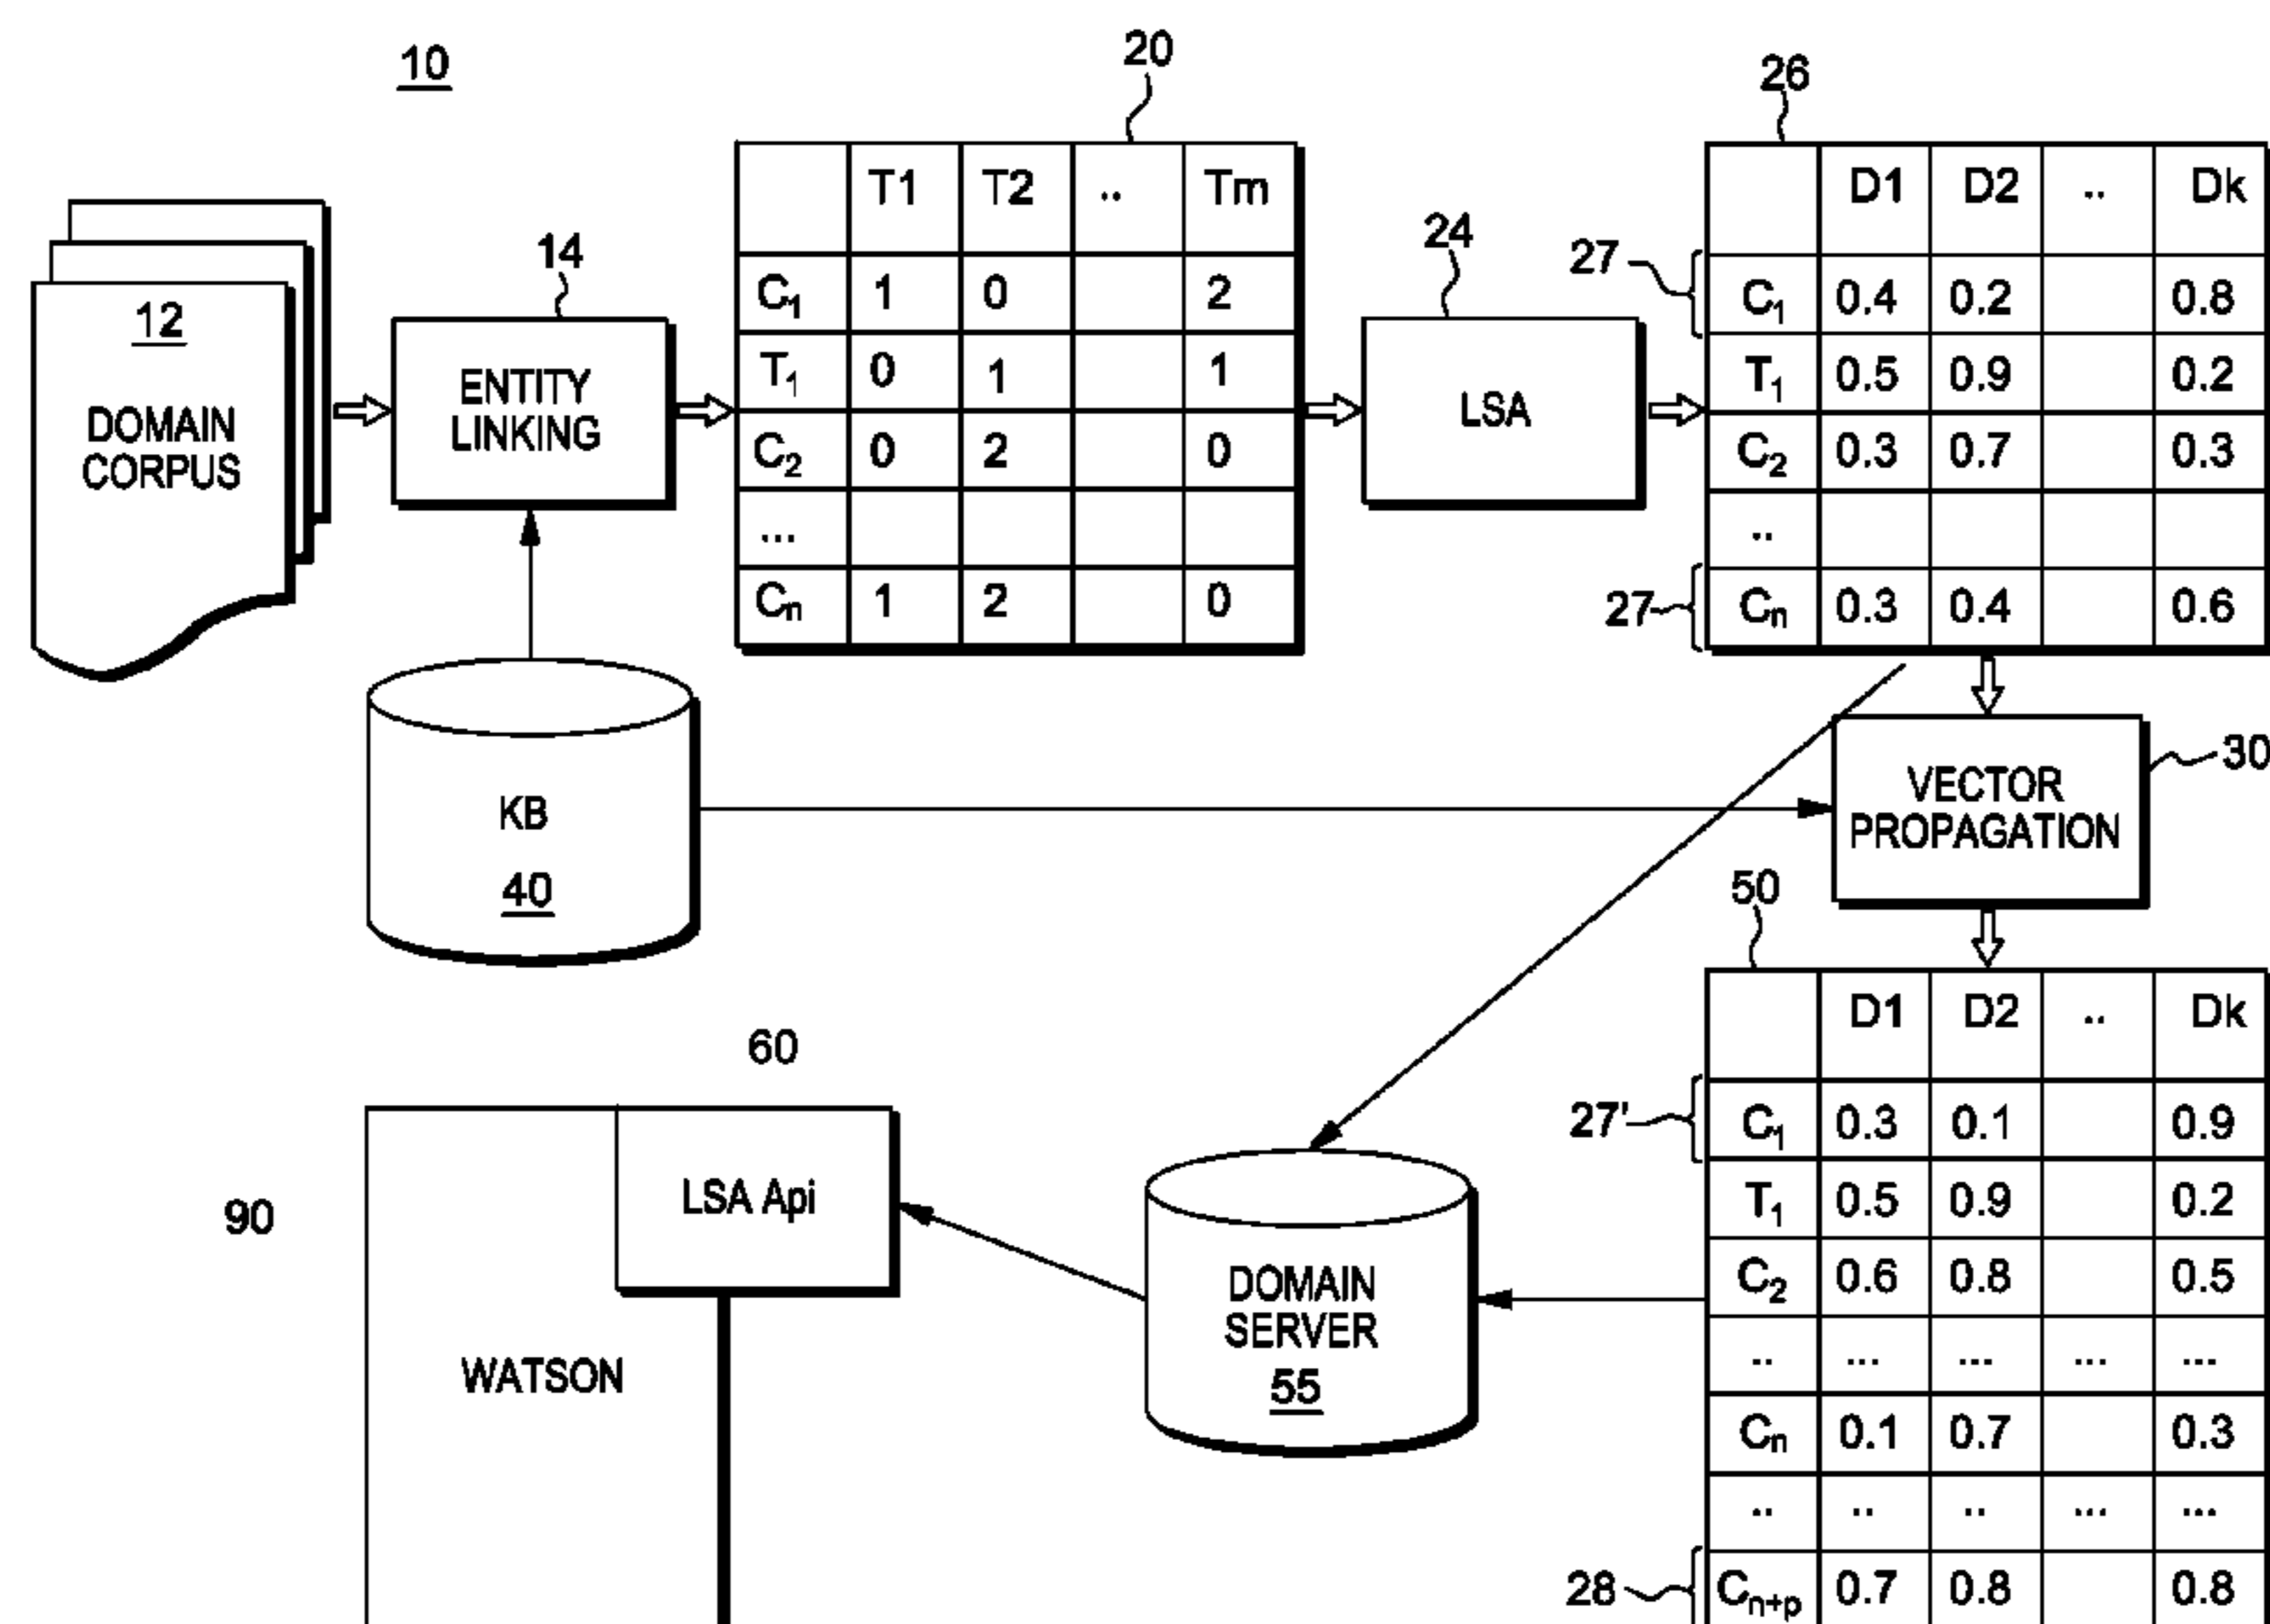 10
20
26
12
DOMAIN
CORPUS
14
ENTITY
LINKING
T1 T2 .. Tm
C₁ 1 0 2
T₁ 0 1 1
C₂ 0 2 0
...
Cₙ 1 2 0
24
LSA
27
27
D1 D2 .. Dk
C₁ 0.4 0.2 0.8
T₁ 0.5 0.9 0.2
C₂ 0.3 0.7 0.3
..
Cₙ 0.3 0.4 0.6
KB
40
VECTOR
PROPAGATION
30
50
D1 D2 .. Dk
27'
C₁ 0.3 0.1 0.9
T₁ 0.5 0.9 0.2
C₂ 0.6 0.8 0.5
.. ... ... ... ...
Cₙ 0.1 0.7 0.3
.. .. .. ... ...
28
Cₙ₊ₚ 0.7 0.8 0.8
60
LSA Api
90
WATSON
DOMAIN
SERVER
55